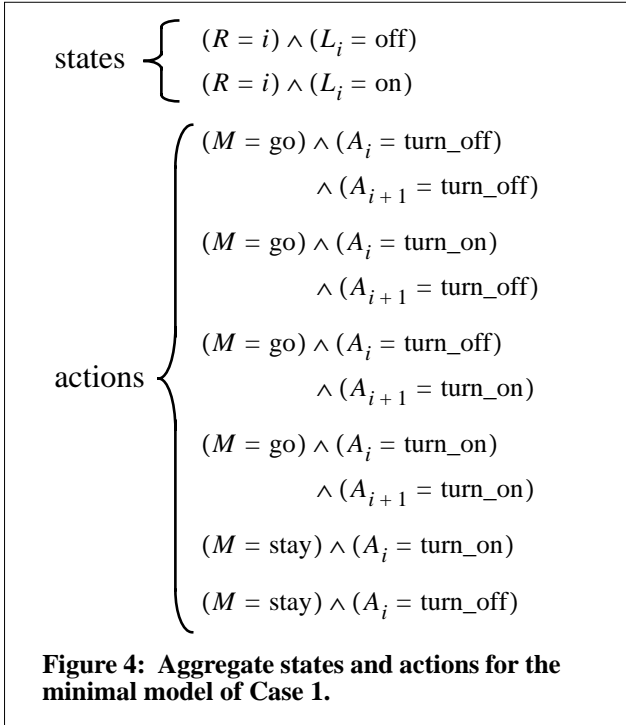 states
(R = i) ∧ (L_i = off)
(R = i) ∧ (L_i = on)
actions
(M = go) ∧ (A_i = turn_off)
∧ (A_{i + 1} = turn_off)
(M = go) ∧ (A_i = turn_on)
∧ (A_{i + 1} = turn_off)
(M = go) ∧ (A_i = turn_off)
∧ (A_{i + 1} = turn_on)
(M = go) ∧ (A_i = turn_on)
∧ (A_{i + 1} = turn_on)
(M = stay) ∧ (A_i = turn_on)
(M = stay) ∧ (A_i = turn_off)
Figure 4: Aggregate states and actions for the
minimal model of Case 1.